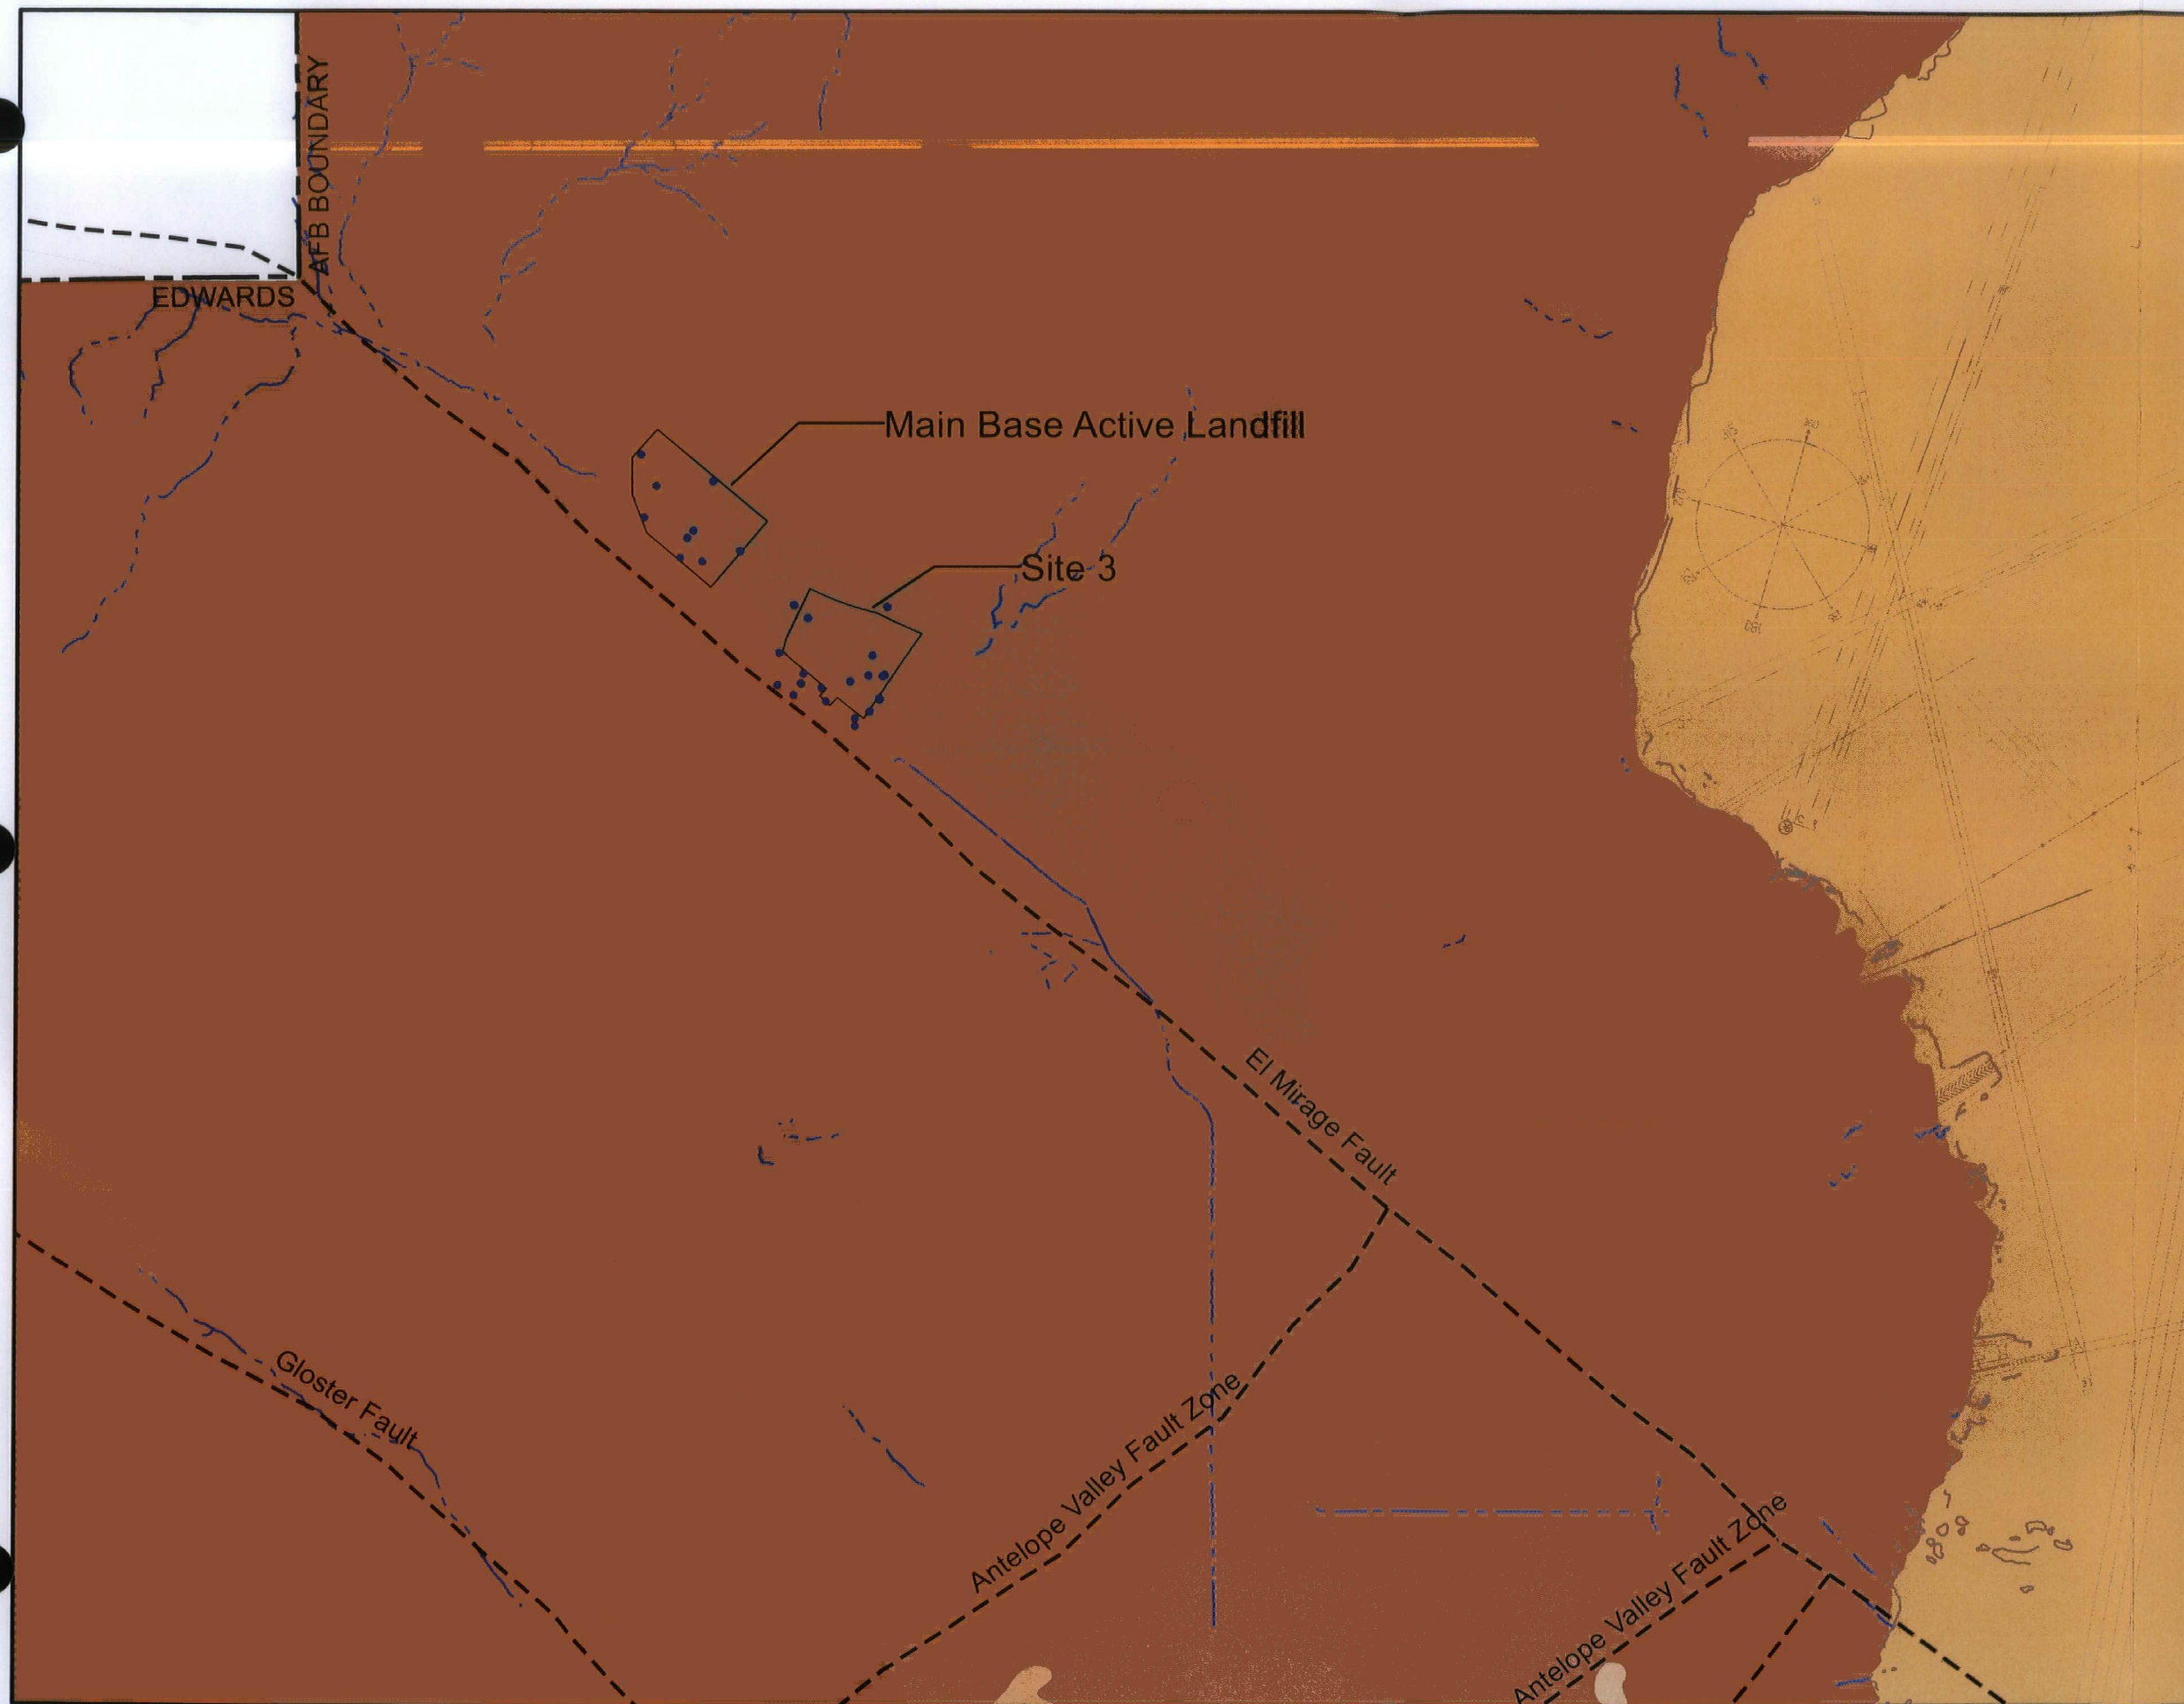 AFB BOUNDARY
EDWARDS
Main Base Active Landfill
Site 3
El Mirage Fault
Gloster Fault
Antelope Valley Fault Zone
Antelope Valley Fault Zone